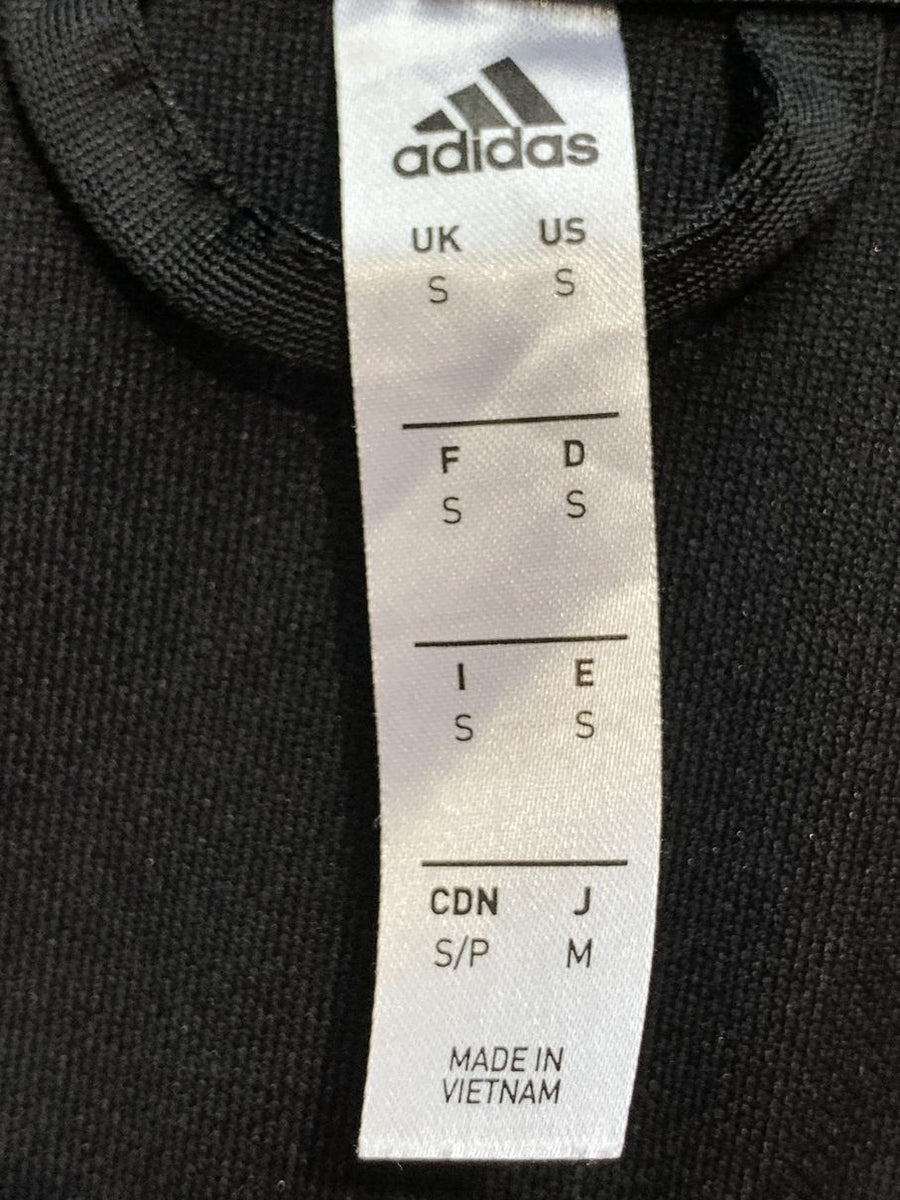 adidas
UK US
S S
F D
S S
I E
S S
CDN J
S/P M
MADE IN
VIETNAM